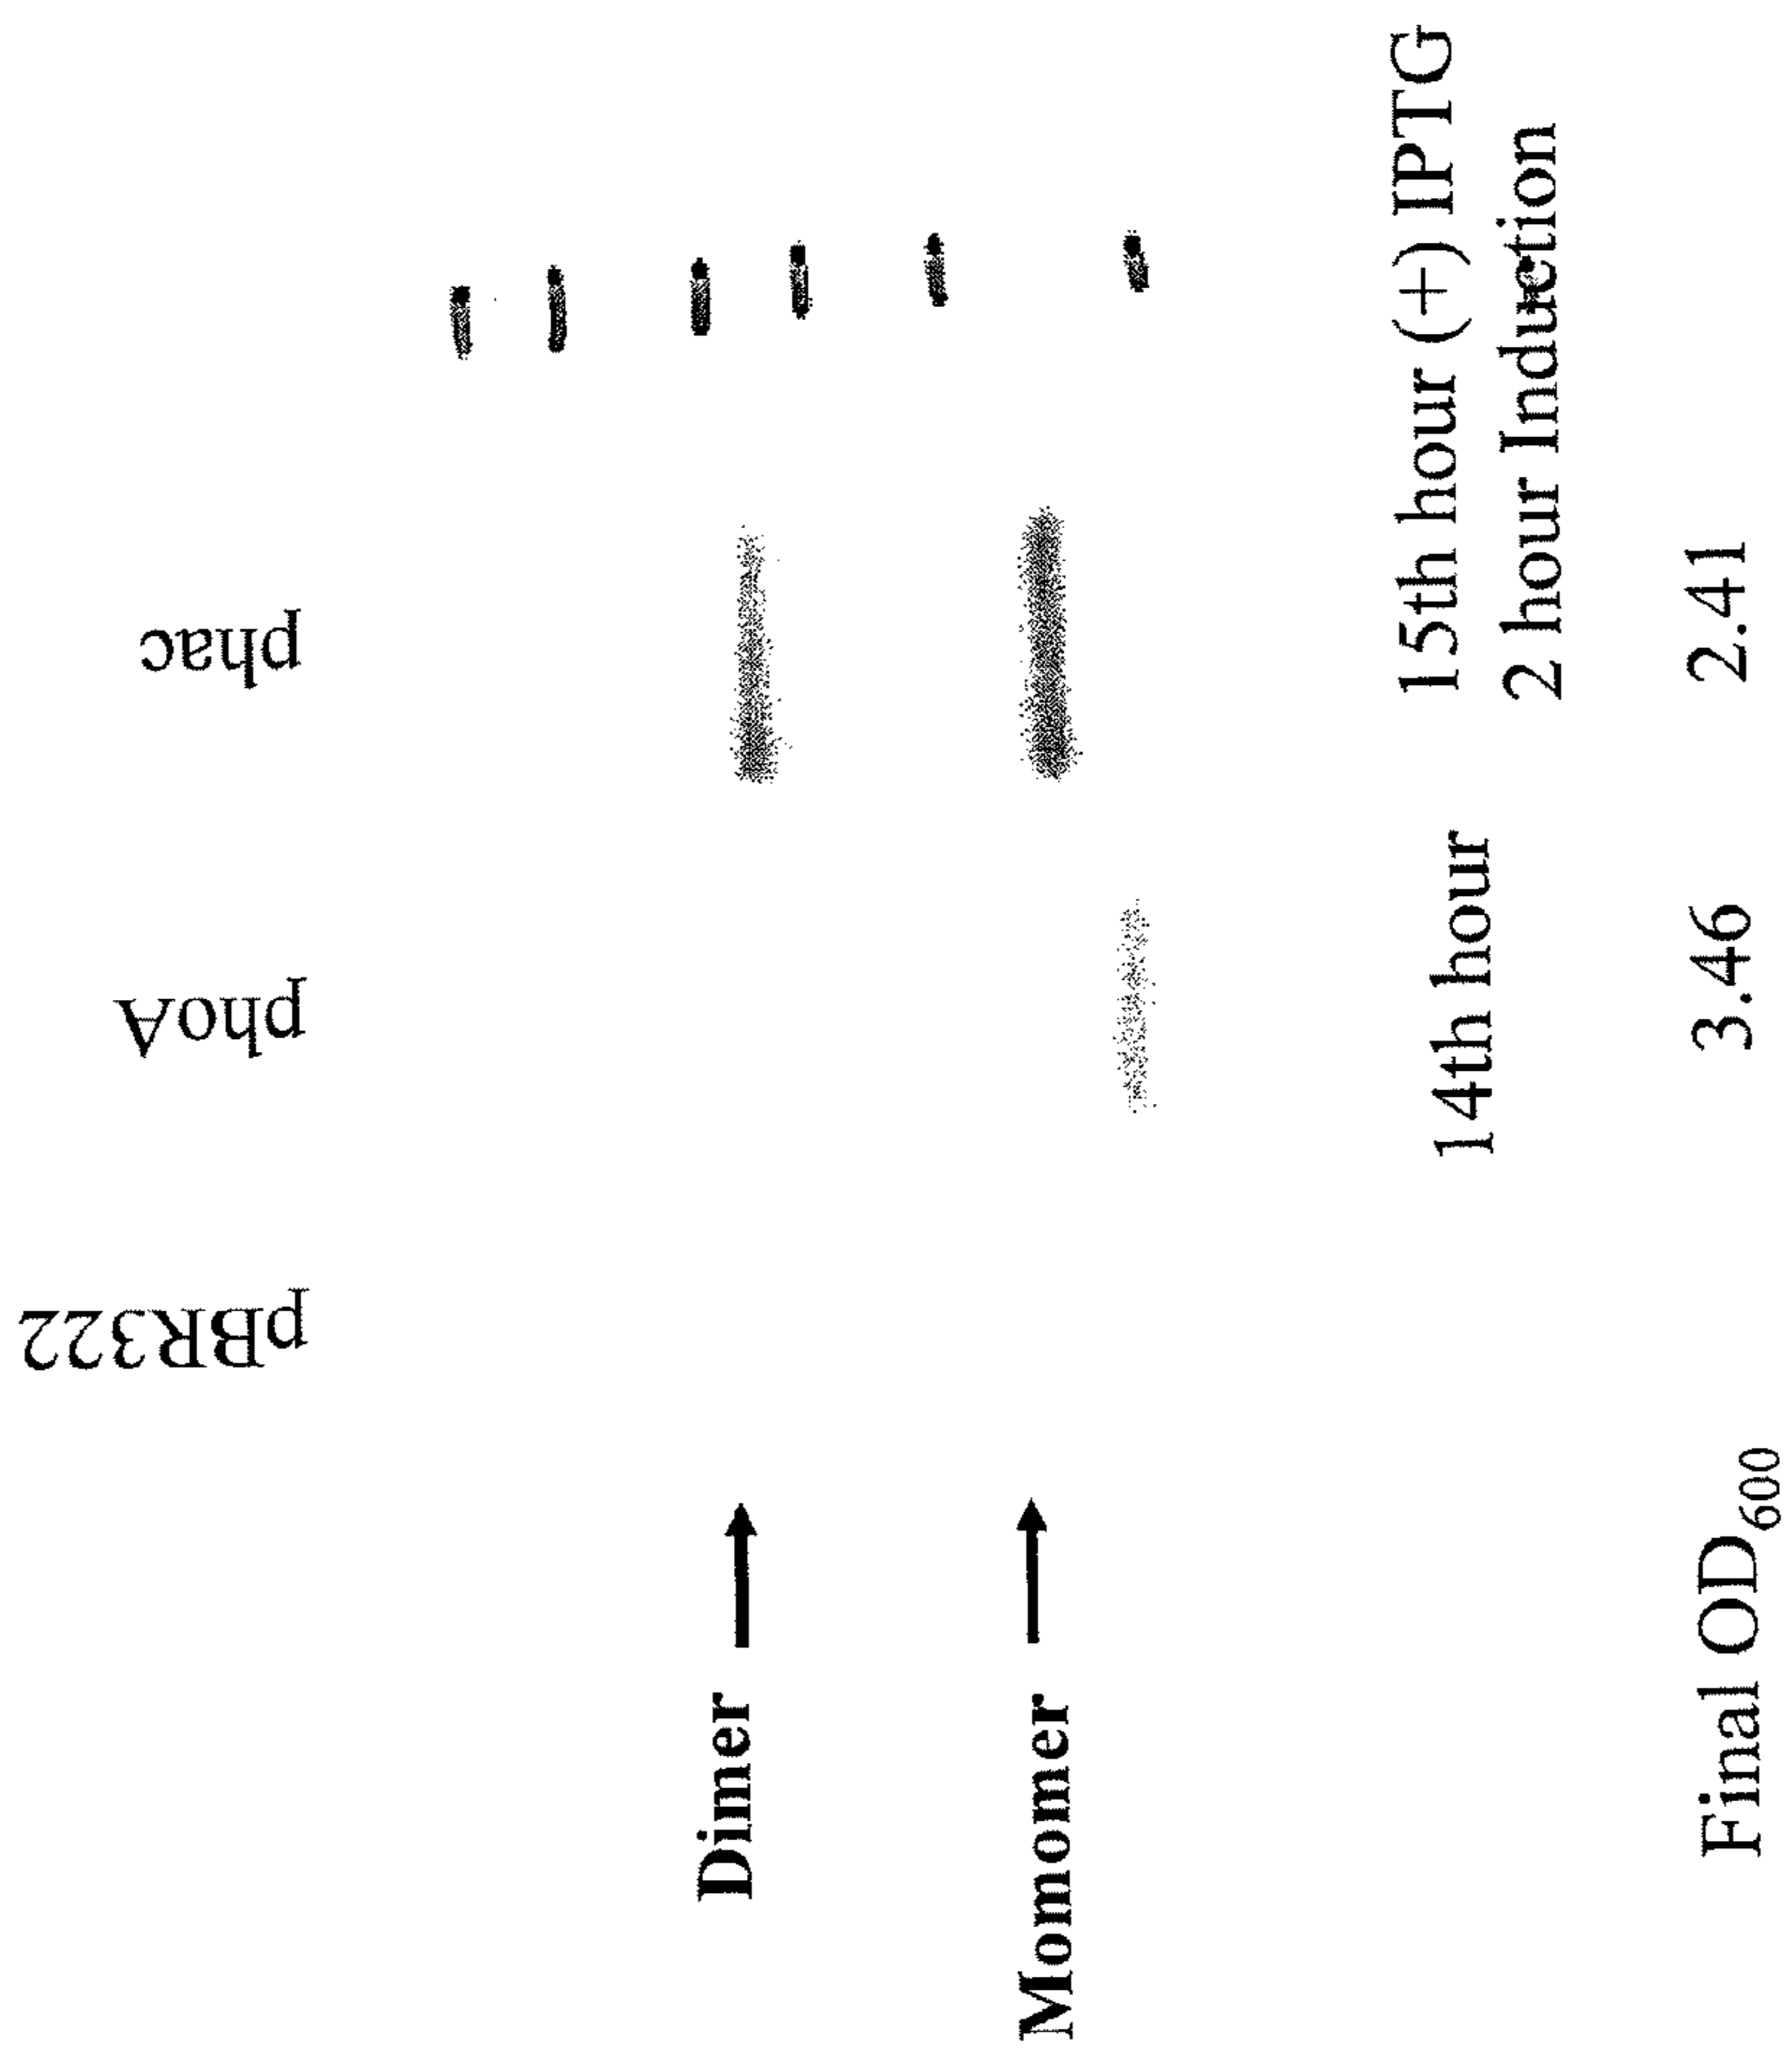 pBR322
phoA
phac
Dimer
Momomer
14th hour
15th hour (+) IPTG
2 hour Induction
Final OD600
3.46
2.41